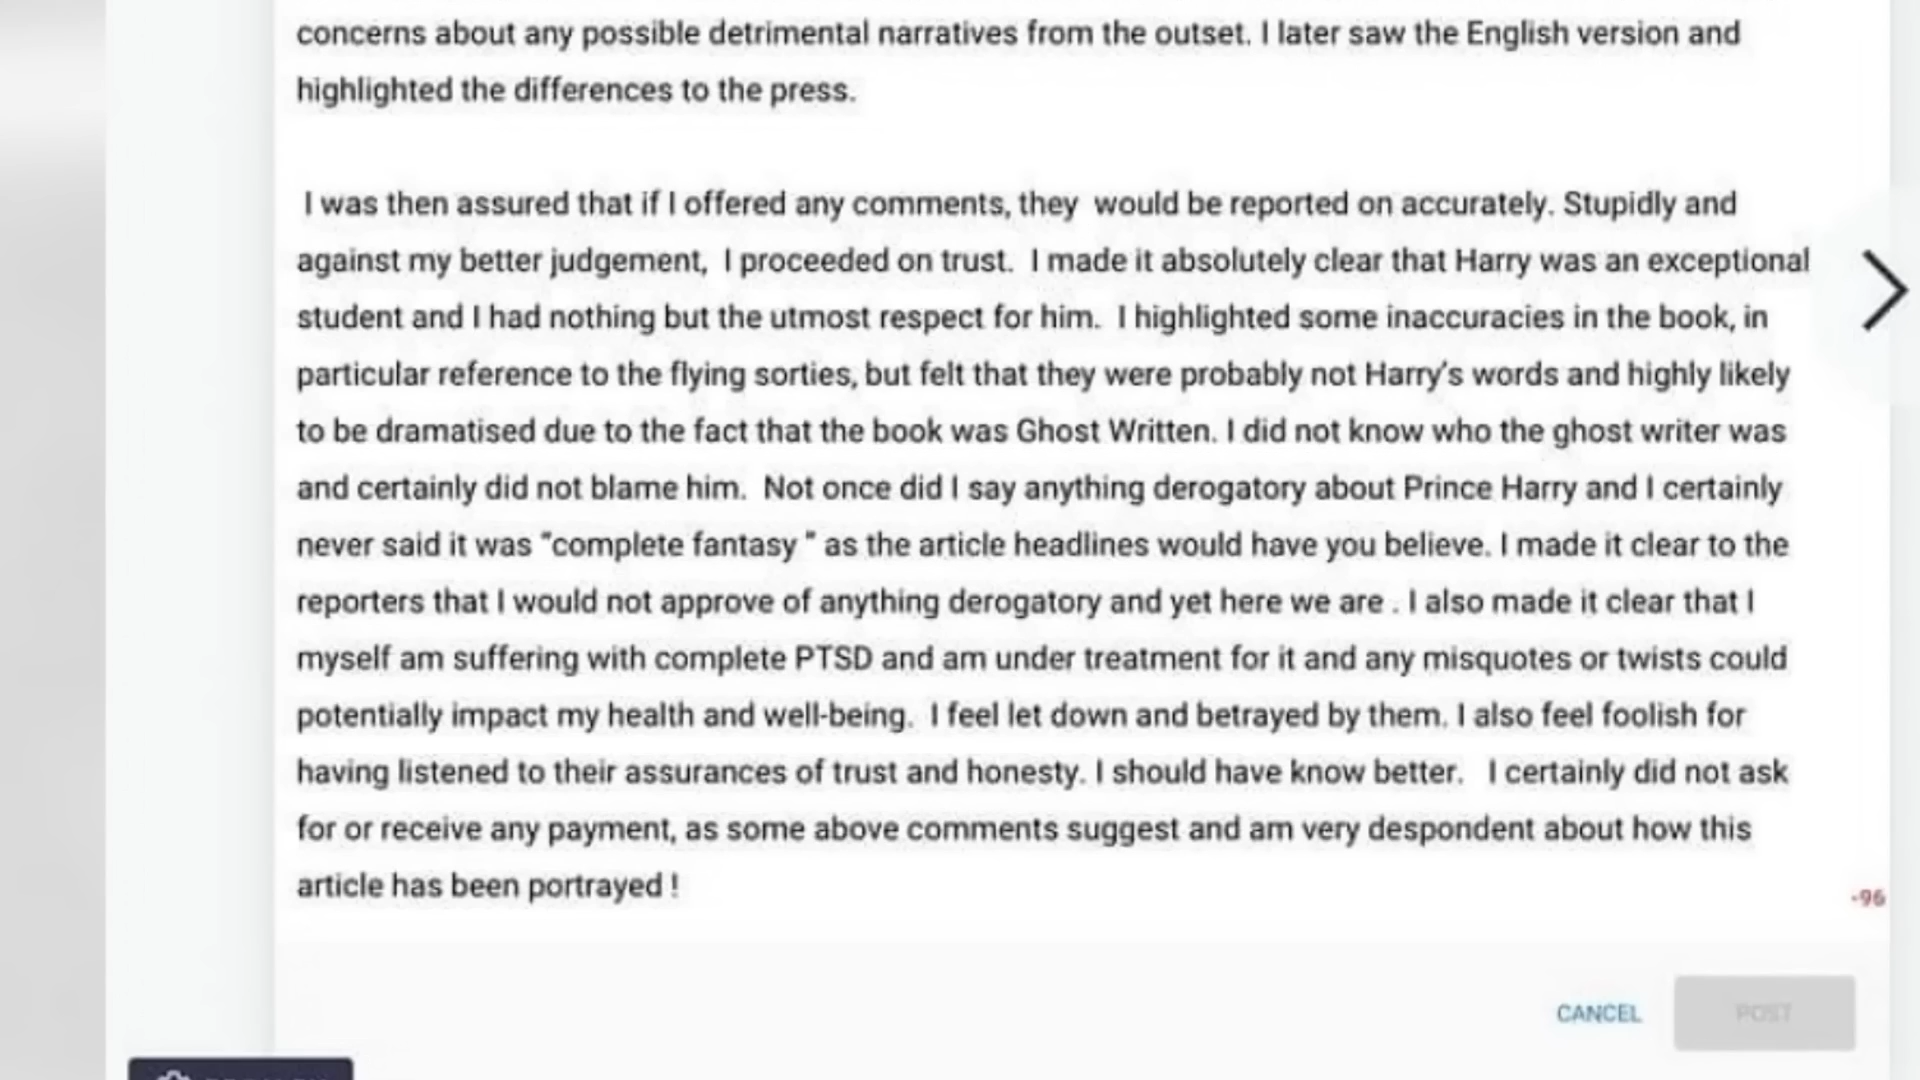 concerns about any possible detrimental narratives from the outset. I later saw the English version and
highlighted the differences to the press.
I was then assured that if I offered any comments, they would be reported on accurately. Stupidly and
against my better judgement, I proceeded on trust. I made it absolutely clear that Harry was an exceptional
student and I had nothing but the utmost respect for him. I highlighted some inaccuracies in the book, in
particular reference to the flying sorties, but felt that they were probably not Harry's words and highly likely
to be dramatised due to the fact that the book was Ghost Written. I did not know who the ghost writer was
and certainly did not blame him. Not once did I say anything derogatory about Prince Harry and I certainly
never said it was "complete fantasy " as the article headlines would have you believe. I made it clear to the
reporters that I would not approve of anything derogatory and yet here we are . I also made it clear that I
myself am suffering with complete PTSD and am under treatment for it and any misquotes or twists could
potentially impact my health and well-being. I feel let down and betrayed by them. I also feel foolish for
having listened to their assurances of trust and honesty. I should have know better. I certainly did not ask
for or receive any payment, as some above comments suggest and am very despondent about how this
article has been portrayed !
-96
CANCEL POST